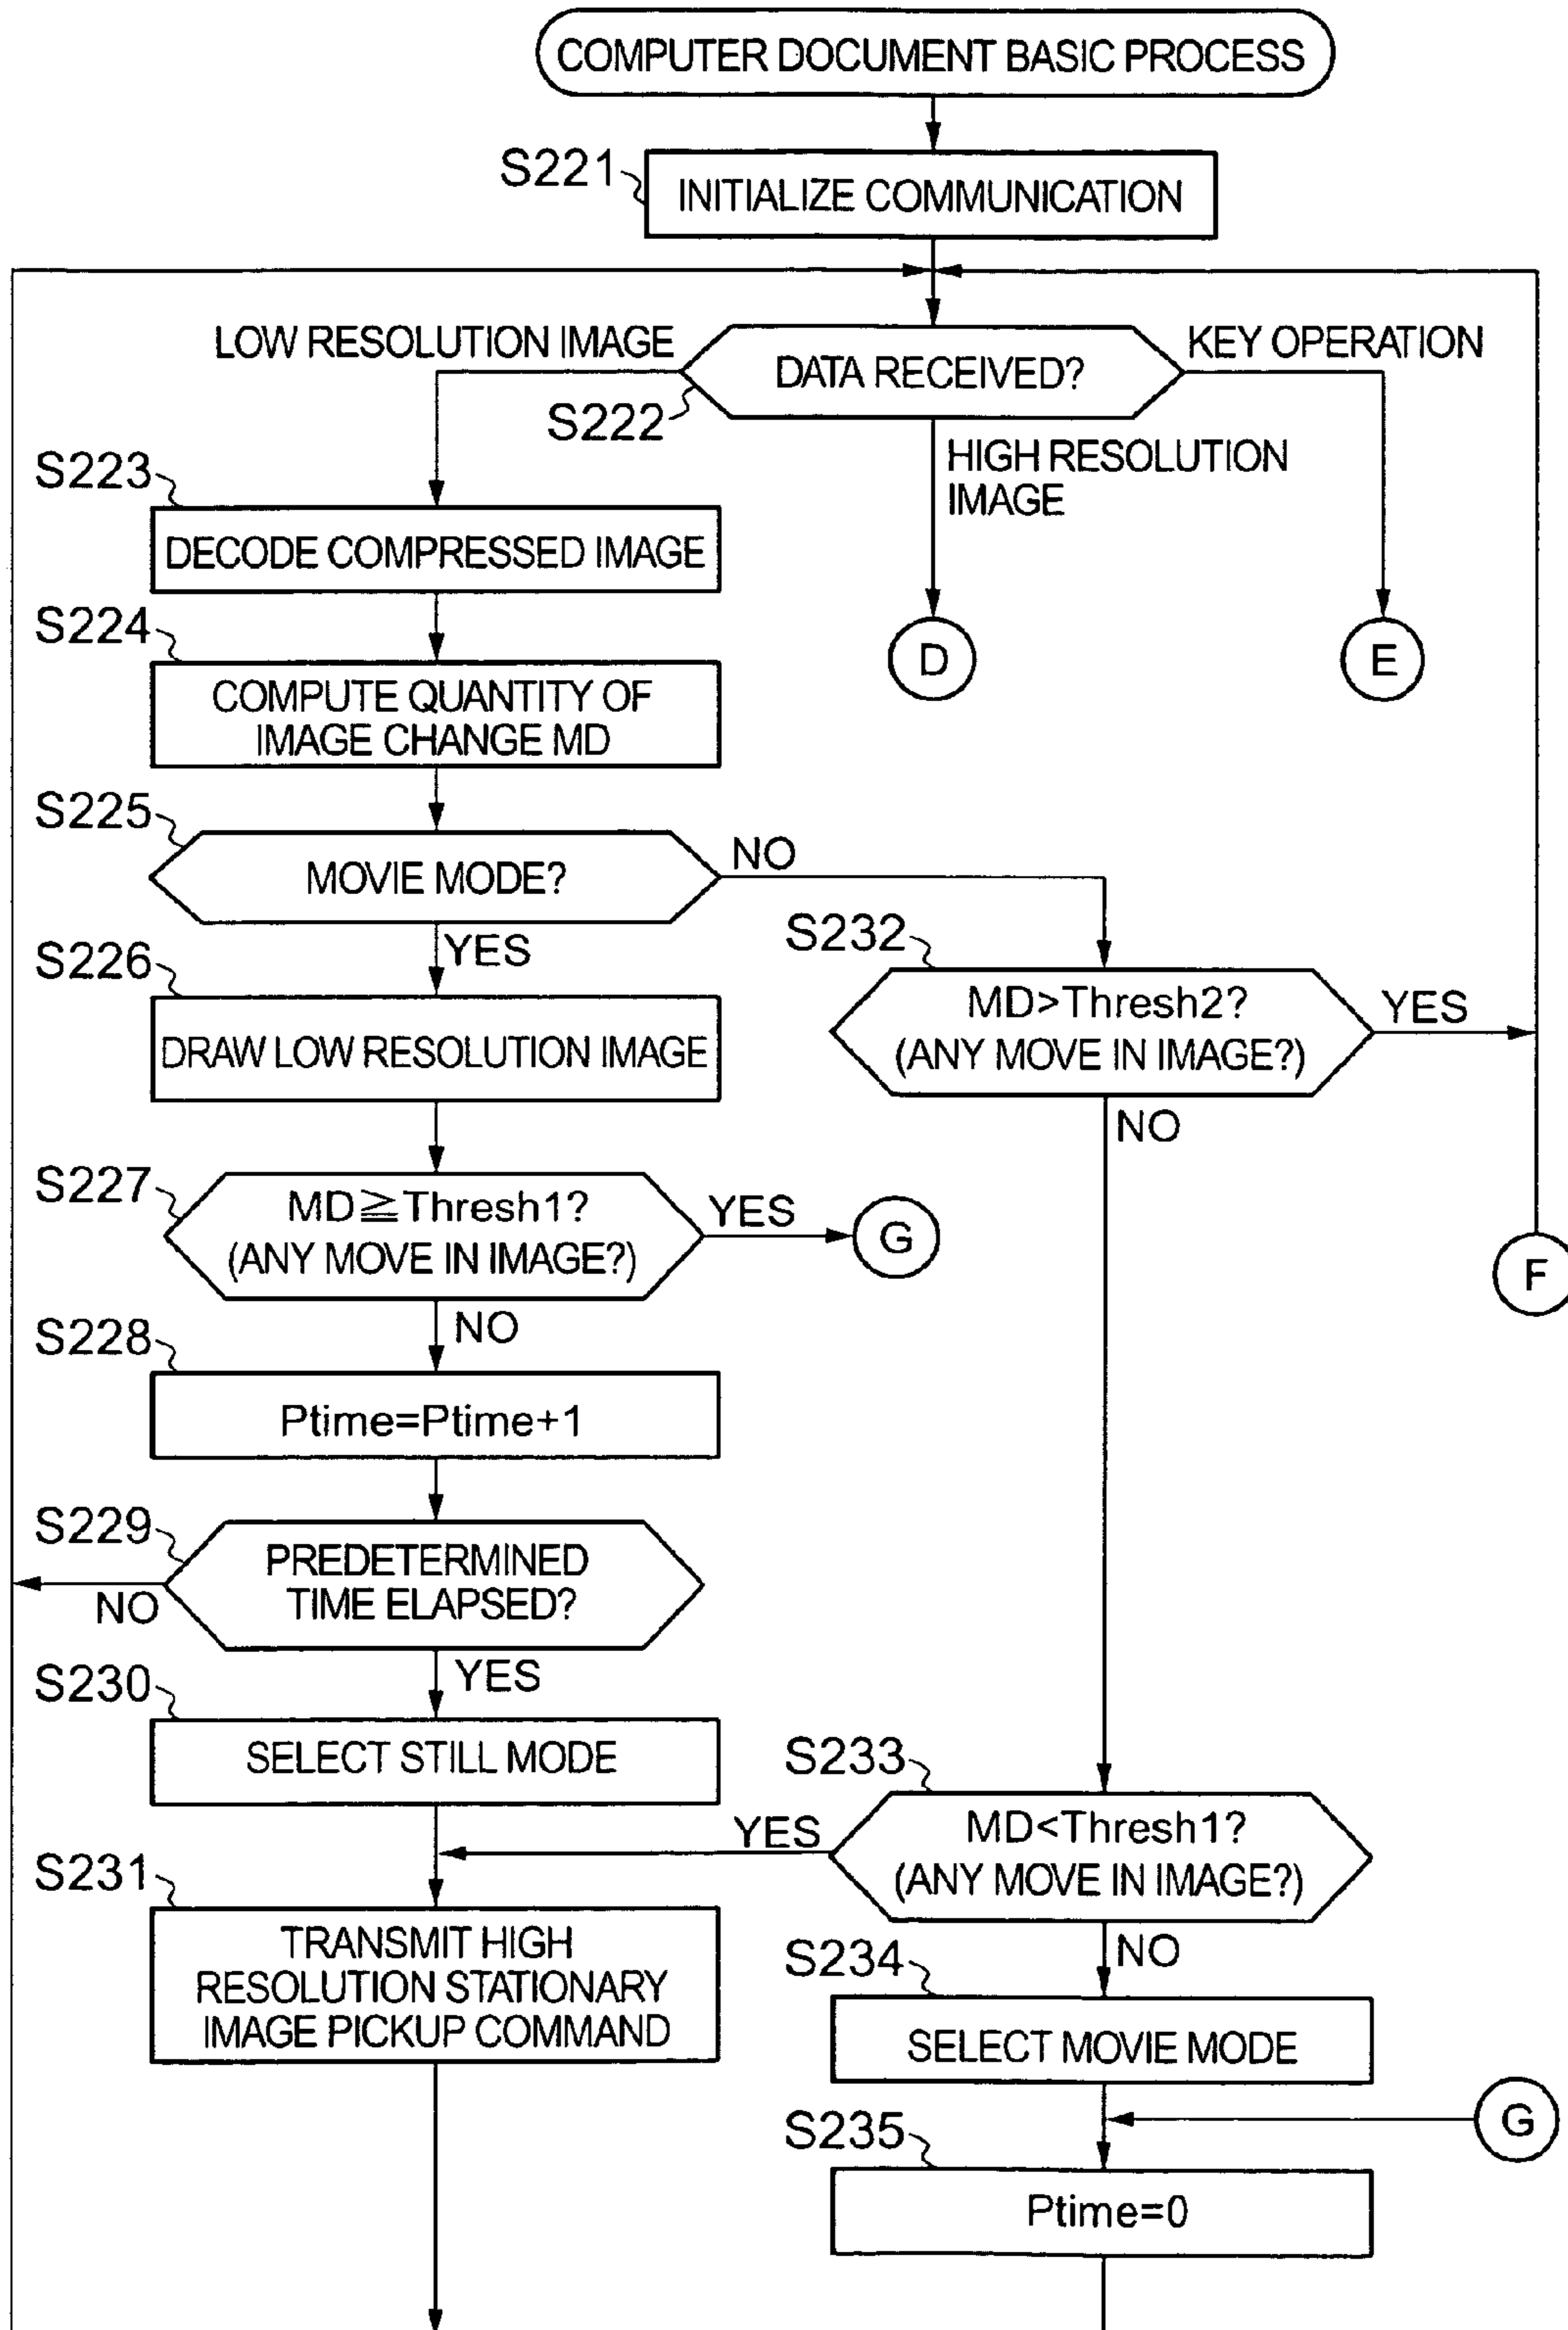 COMPUTER DOCUMENT BASIC PROCESS
S221
INITIALIZE COMMUNICATION
LOW RESOLUTION IMAGE
DATA RECEIVED?
KEY OPERATION
S222
HIGH RESOLUTION
IMAGE
S223
DECODE COMPRESSED IMAGE
D
E
S224
COMPUTE QUANTITY OF
IMAGE CHANGE MD
S225
MOVIE MODE?
NO
YES
S226
DRAW LOW RESOLUTION IMAGE
S232
MD>Thresh2?
(ANY MOVE IN IMAGE?)
YES
NO
S227
MD≧Thresh1?
(ANY MOVE IN IMAGE?)
YES
G
F
NO
S228
Ptime=Ptime+1
S229
PREDETERMINED
TIME ELAPSED?
NO
YES
S230
SELECT STILL MODE
S233
MD<Thresh1?
(ANY MOVE IN IMAGE?)
YES
NO
S231
TRANSMIT HIGH
RESOLUTION STATIONARY
IMAGE PICKUP COMMAND
S234
SELECT MOVIE MODE
G
S235
Ptime=0